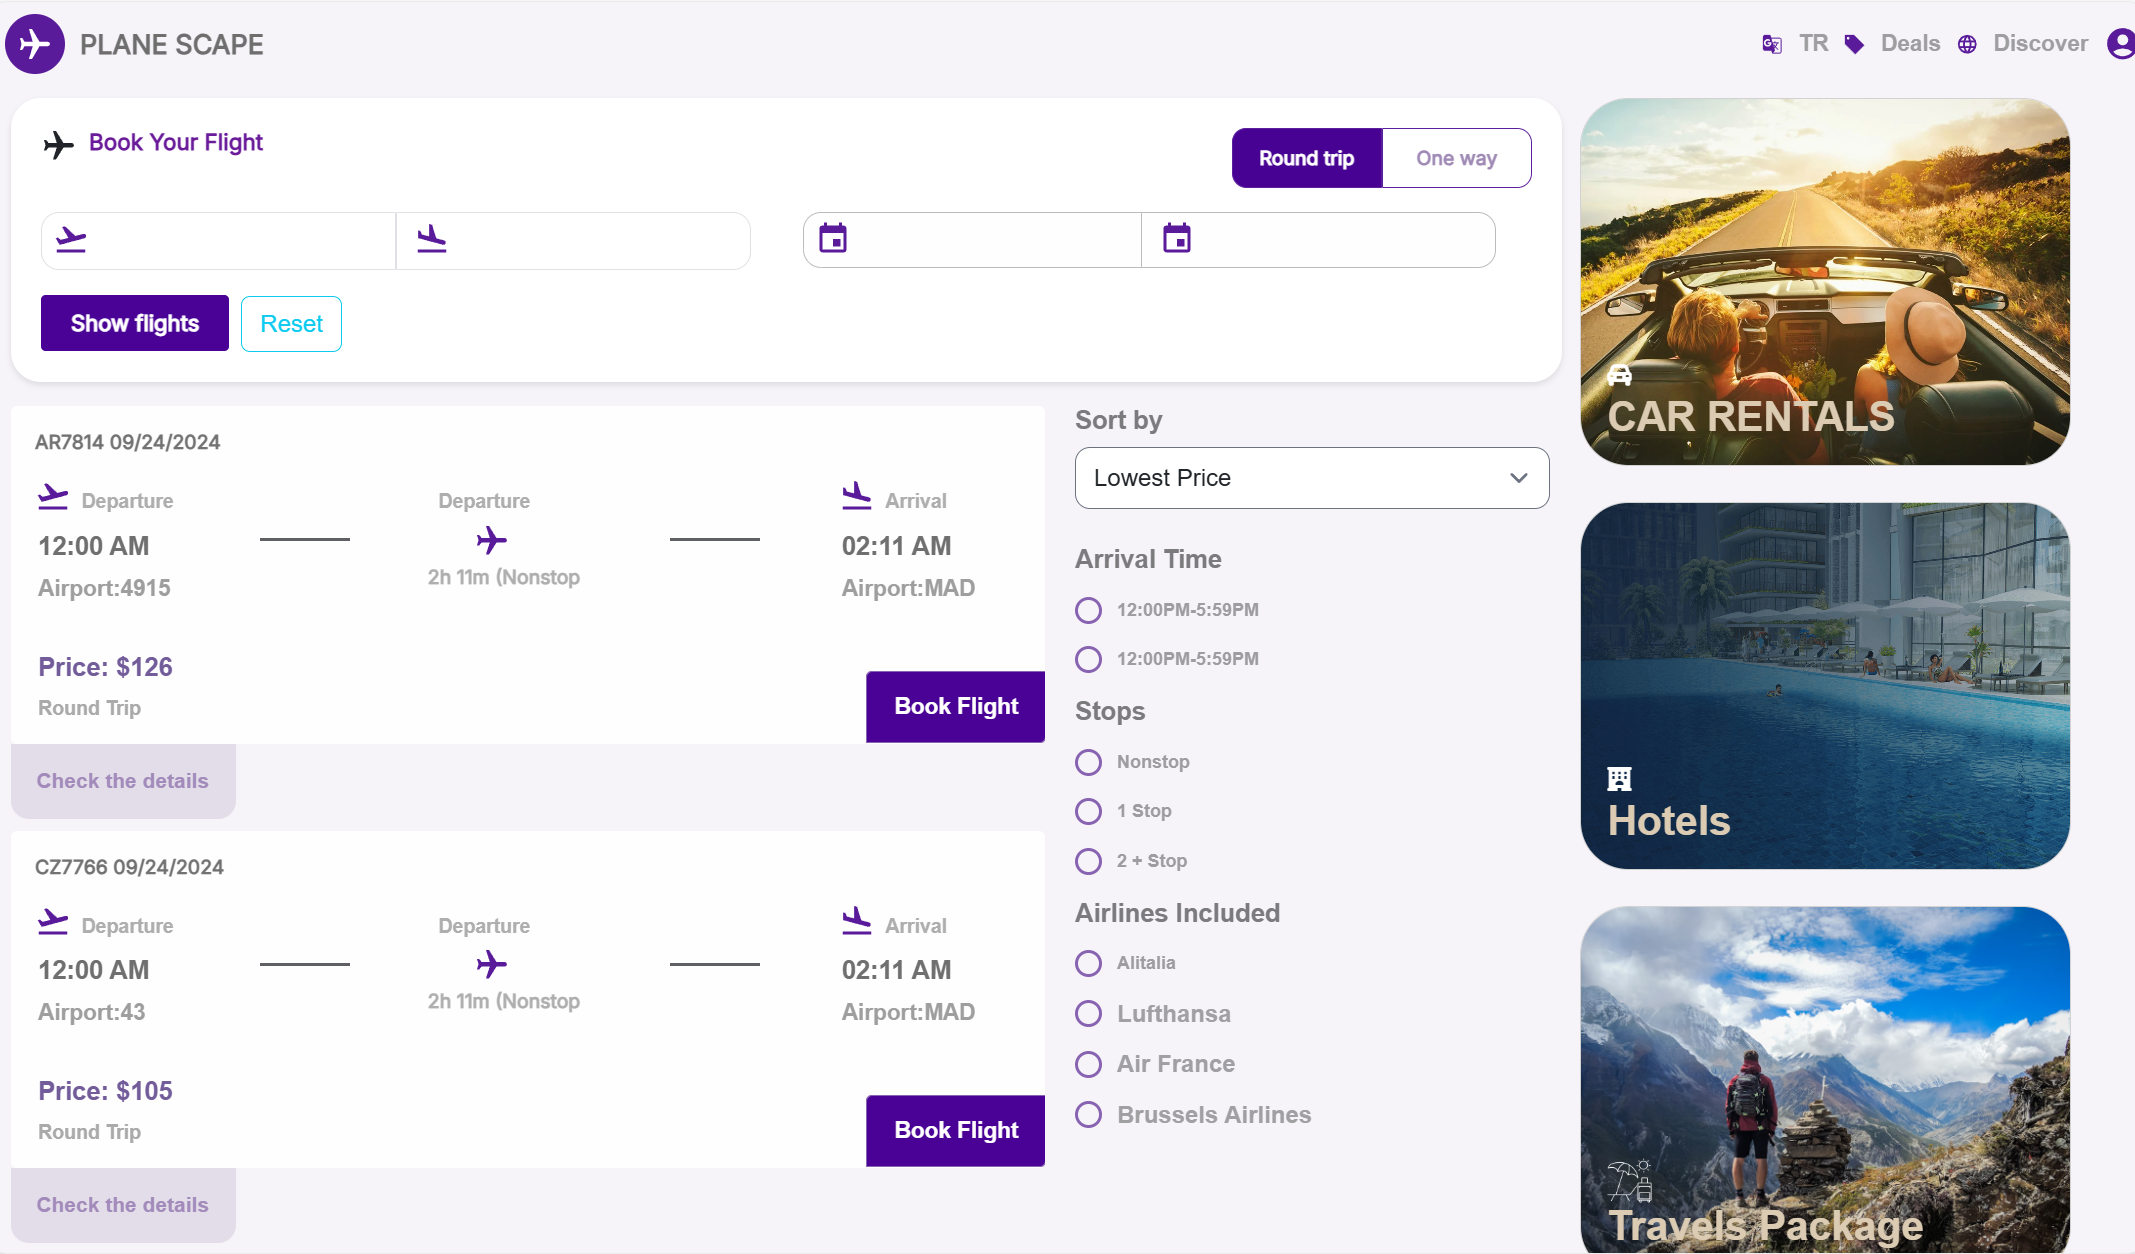 PLANE SCAPE
TR Deals Discover
Book Your Flight
Round trip One way
Show flights Reset
AR7814 09/24/2024
Departure Departure Arrival
12:00 AM 02:11 AM
Airport:4915 2h 11m (Nonstop Airport:MAD
Price: $126
Round Trip
Book Flight
Check the details
CZ7766 09/24/2024
Departure Departure Arrival
12:00 AM 02:11 AM
Airport:43 2h 11m (Nonstop Airport:MAD
Price: $105
Round Trip
Book Flight
Check the details
Sort by
Lowest Price
Arrival Time
12:00PM-5:59PM
12:00PM-5:59PM
Stops
Nonstop
1 Stop
2 + Stop
Airlines Included
Alitalia
Lufthansa
Air France
Brussels Airlines
CAR RENTALS
Hotels
Travels Package